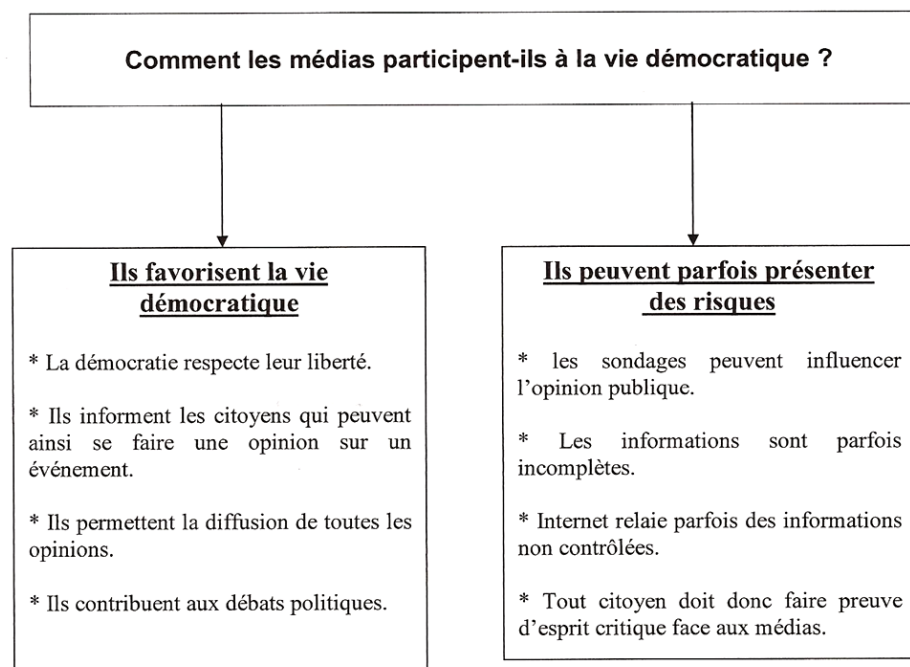 Comment les médias participent-ils à la vie démocratique ?
Ils favorisent la vie
démocratique
* La démocratie respecte leur liberté.
* Ils informent les citoyens qui peuvent
ainsi se faire une opinion sur un
événement.
* Ils permettent la diffusion de toutes les
opinions.
* Ils contribuent aux débats politiques.
Ils peuvent parfois présenter
des risques
* les sondages peuvent influencer
l'opinion publique.
* Les informations sont parfois
incomplètes.
* Internet relaie parfois des informations
non contrôlées.
* Tout citoyen doit donc faire preuve
d'esprit critique face aux médias.